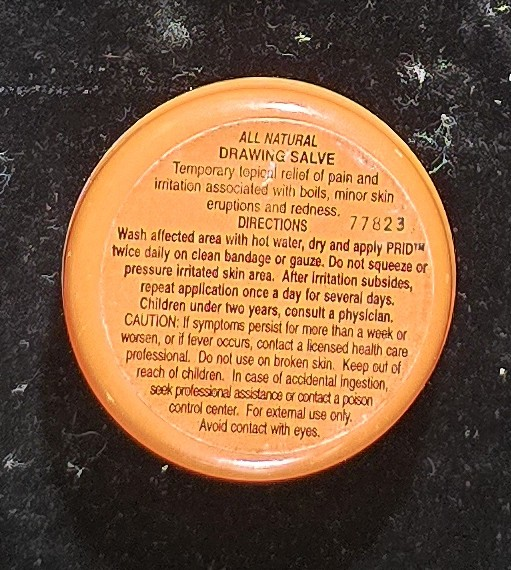 ALL NATURAL
DRAWING SALVE
Temporary topical relief of pain and
irritation associated with boils, minor skin
eruptions and redness.
77823
DIRECTIONS
Wash affected area with hot water, dry and apply PRID™
twice daily on clean bandage or gauze. Do not squeeze or
pressure irritated skin area. After irritation subsides,
repeat application once a day for several days.
Children under two years, consult a physician.
CAUTION: If symptoms persist for more than a week or
worsen, or if fever occurs, contact a licensed health care
professional. Do not use on broken skin. Keep out of
reach of children. In case of accidental ingestion,
seek professional assistance or contact a poison
control center. For external use only.
Avoid contact with eyes.